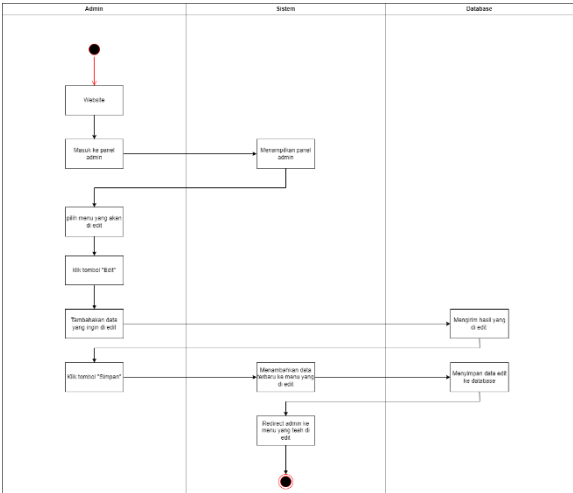 Admin
Sistem
Database
Website
Masuk ke panel
admin
Menampilkan panel
admin
pilih menu yang akan
di edit
klik tombol "Edit"
Tambahakan data
yang ingin di edit
Mengirim hasil yang
di edit
Klik tombol "Simpan"
Menambahkan data
terbaru ke menu yang
di edit
Menyimpan data edit
ke database
Redirect admin ke
menu yang teah di
edit